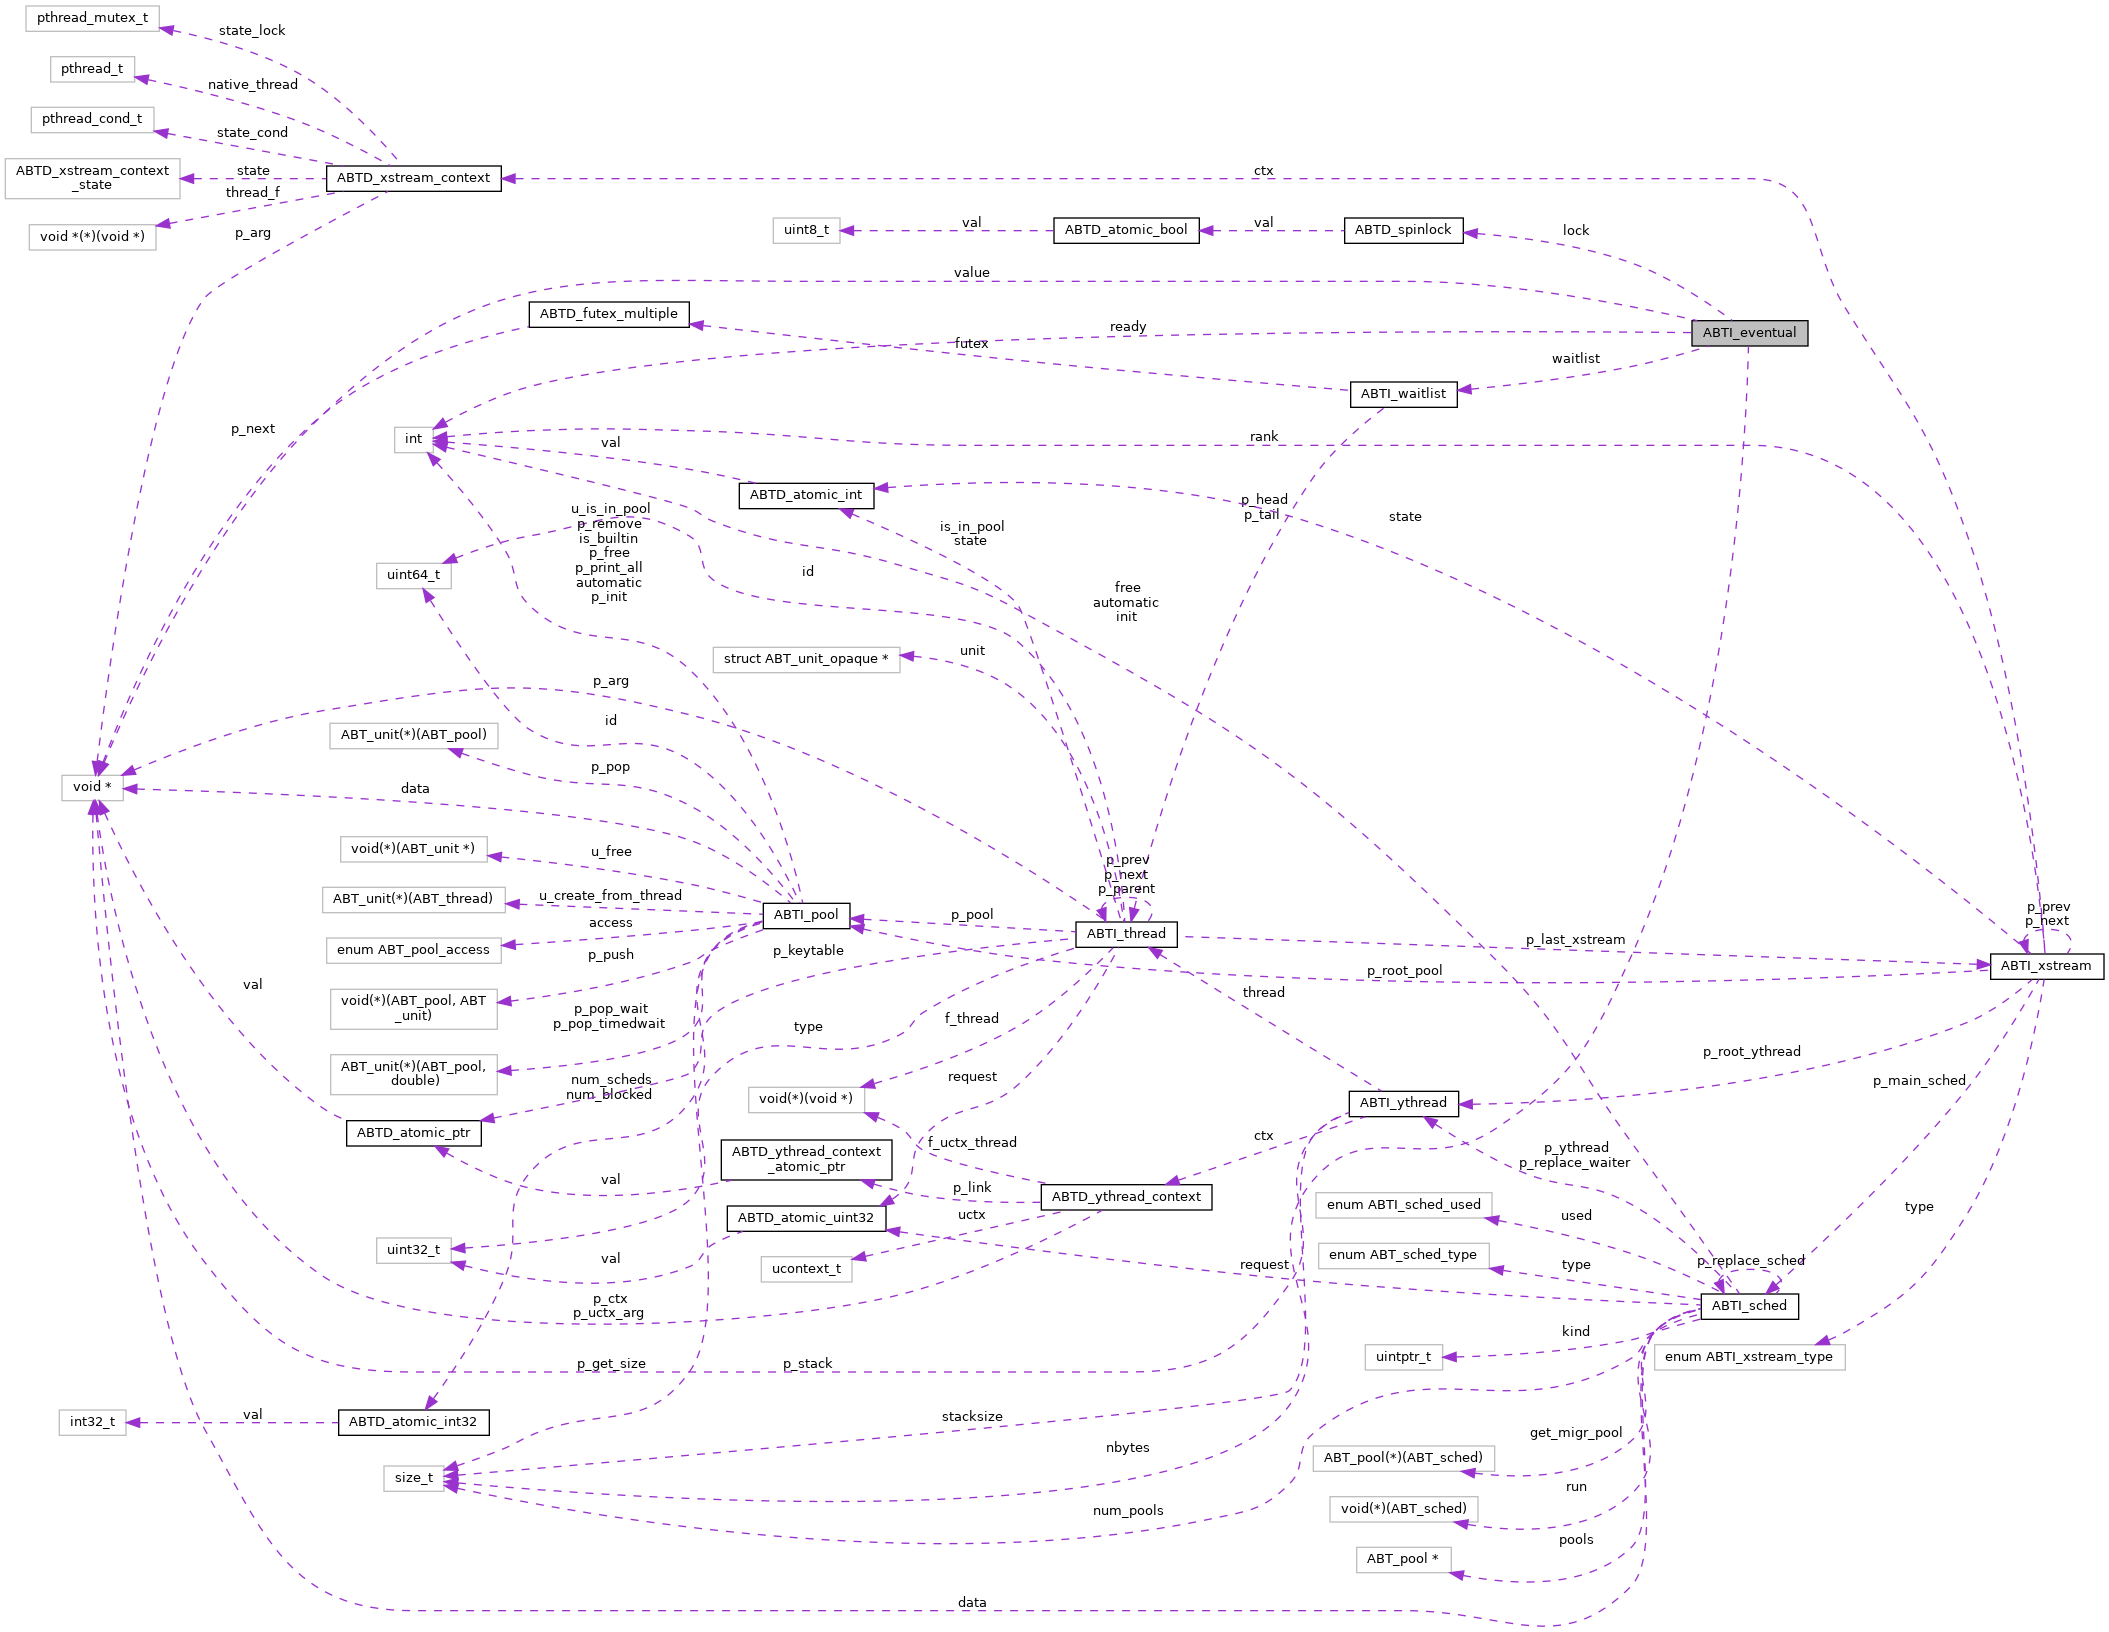 pthread_mutex_t
state_lock
pthread_t
native_thread
pthread_cond_t
state_cond
ABTD_xstream_context
_state
state
ABTD_xstream_context
ctx
thread_f
void *(*)(void *)
p_arg
uint8_t
val
ABTD_atomic_bool
val
ABTD_spinlock
lock
value
ABTD_futex_multiple
ready
ABTI_eventual
futex
waitlist
ABTI_waitlist
p_next
int
val
rank
ABTD_atomic_int
p_head
p_tail
state
u_is_in_pool
p_remove
is_builtin
p_free
p_print_all
automatic
p_init
is_in_pool
state
uint64_t
id
free
automatic
init
struct ABT_unit_opaque *
unit
p_arg
ABT_unit(*)(ABT_pool)
id
p_pop
void *
data
void(*)(ABT_unit *)
u_free
ABT_unit(*)(ABT_thread)
u_create_from_thread
ABTI_pool
p_pool
p_prev
p_next
p_parent
ABTI_thread
enum ABT_pool_access
access
p_push
p_keytable
p_last_xstream
p_prev
p_next
ABTI_xstream
p_root_pool
val
void(*)(ABT_pool, ABT
_unit)
p_pop_wait
p_pop_timedwait
type
f_thread
thread
ABT_unit(*)(ABT_pool,
double)
num_scheds
num_blocked
void(*)(void *)
request
ABTI_ythread
p_root_ythread
p_main_sched
ABTD_atomic_ptr
ABTD_ythread_context
_atomic_ptr
f_uctx_thread
ctx
p_ythread
p_replace_waiter
val
p_link
ABTD_ythread_context
ABTD_atomic_uint32
uctx
enum ABTI_sched_used
used
type
uint32_t
val
ucontext_t
request
enum ABT_sched_type
type
p_replace_sched
ABTI_sched
p_ctx
p_uctx_arg
kind
uintptr_t
enum ABTI_xstream_type
p_get_size
p_stack
int32_t
val
ABTD_atomic_int32
stacksize
get_migr_pool
ABT_pool(*)(ABT_sched)
size_t
nbytes
run
void(*)(ABT_sched)
num_pools
pools
ABT_pool *
data